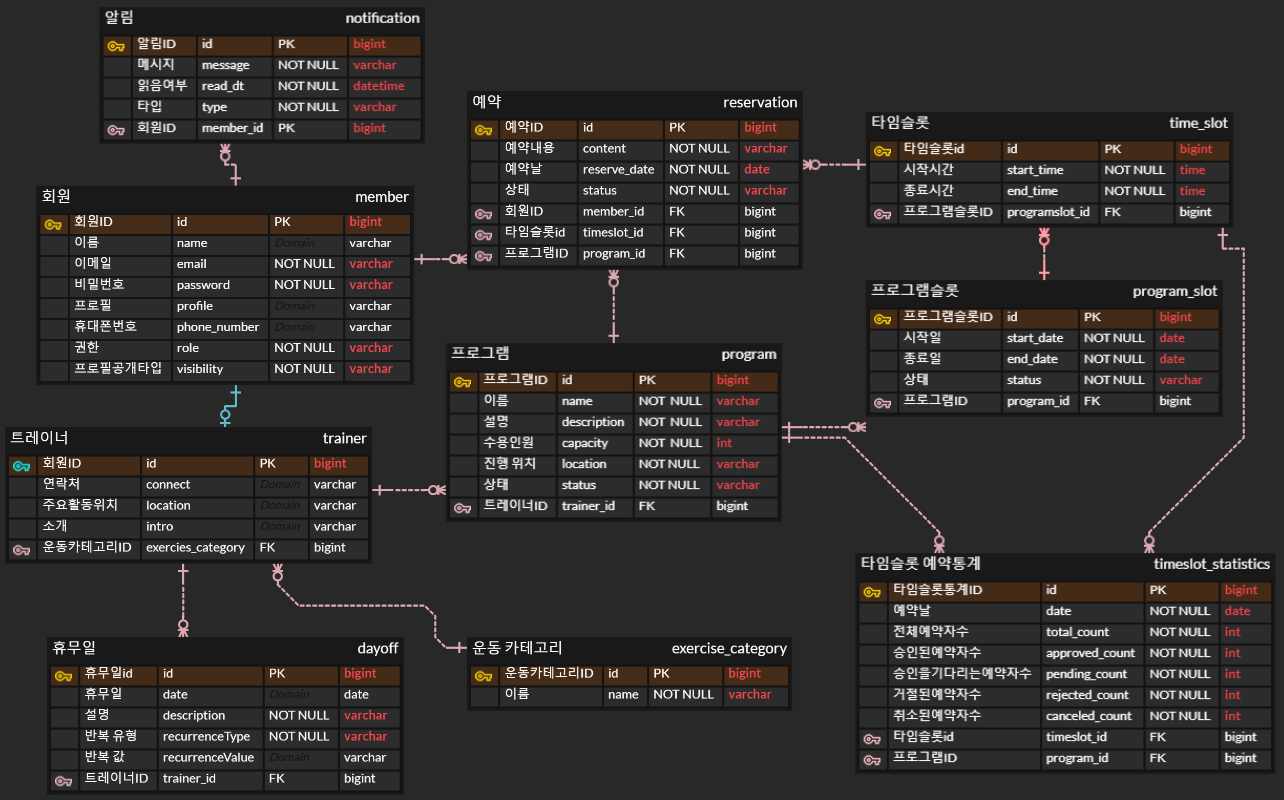 알림 notification
알림ID id PK bigint
메시지 message NOT NULL varchar
읽음여부 read_dt NOT NULL datetime
타입 type NOT NULL varchar
회원ID member_id PK bigint
회원 member
회원ID id PK bigint
이름 name Domain varchar
이메일 email NOT NULL varchar
비밀번호 password NOT NULL varchar
프로필 profile Domain varchar
휴대폰번호 phone_number Domain varchar
권한 role NOT NULL varchar
프로필공개타입 visibility NOT NULL varchar
트레이너 trainer
회원ID id PK bigint
연락처 connect Domain varchar
주요활동위치 location Domain varchar
소개 intro Domain varchar
운동카테고리ID exercies_category FK bigint
휴무일 dayoff
휴무일id id PK bigint
휴무일 date Domain date
설명 description NOT NULL varchar
반복 유형 recurrenceType NOT NULL varchar
반복 값 recurrenceValue Domain varchar
트레이너ID trainer_id FK bigint
예약 reservation
예약ID id PK bigint
예약내용 content NOT NULL varchar
예약날 reserve_date NOT NULL date
상태 status NOT NULL varchar
회원ID member_id FK bigint
타임슬롯id timeslot_id FK bigint
프로그램ID program_id FK bigint
프로그램 program
프로그램ID id PK bigint
이름 name NOT NULL varchar
설명 description NOT NULL varchar
수용인원 capacity NOT NULL int
진행 위치 location NOT NULL varchar
상태 status NOT NULL varchar
트레이너ID trainer_id FK bigint
운동 카테고리 exercise_category
운동카테고리ID id PK bigint
이름 name NOT NULL varchar
타임슬롯 time_slot
타임슬롯id id PK bigint
시작시간 start_time NOT NULL time
종료시간 end_time NOT NULL time
프로그램슬롯ID programslot_id FK bigint
프로그램슬롯 program_slot
프로그램슬롯ID id PK bigint
시작일 start_date NOT NULL date
종료일 end_date NOT NULL date
상태 status NOT NULL varchar
프로그램ID program_id FK bigint
타임슬롯 예약통계 timeslot_statistics
타임슬롯통계ID id PK bigint
예약날 date NOT NULL date
전체예약자수 total_count NOT NULL int
승인된예약자수 approved_count NOT NULL int
승인을기다리는예약자수 pending_count NOT NULL int
거절된예약자수 rejected_count NOT NULL int
취소된예약자수 canceled_count NOT NULL int
타임슬롯id timeslot_id FK bigint
프로그램ID program_id FK bigint